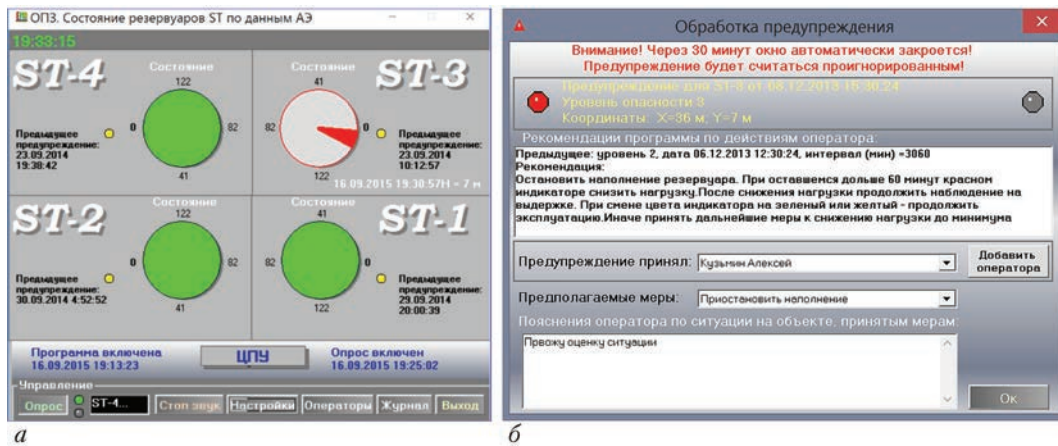 ОПЗ. Состояние резервуаров ST по данным АЭ
19:33:15
ST-4
Состояние
122
0
82
41
Предыдущее
предупреждение:
23.09.2014
19:38:42
Состояние
ST-3
41
82
0
122
Предыдущее
предупреждение:
23.09.2014
10:12:57
16.09.2015 19:30:57H = 7 м
ST-2
Состояние
122
0
82
41
Предыдущее
предупреждение:
30.09.2014 4:52:52
Состояние
ST-1
41
82
0
122
Предыдущее
предупреждение:
29.09.2014
20:00:39
Программа включена
16.09.2015 19:13:23
ЦПУ
Опрос включен
16.09.2015 19:25:02
Управление
Опрос ST-4... Стоп звук Настройки Операторы Журнал Выход
а
Обработка предупреждения
Внимание! Через 30 минут окно автоматически закроется!
Предупреждение будет считаться проигнорированным!
Предупреждение для ST-3 от 08.12.2013 15:30:24
Уровень опасности 3
Координаты: X=36 м; Y=7 м
Рекомендации программы по действиям оператора:
Предыдущее: уровень 2, дата 06.12.2013 12:30:24, интервал (мин) =3060
Рекомендация:
Остановить наполнение резервуара. При оставшемся дольше 60 минут красном
индикаторе снизить нагрузку.После снижения нагрузки продолжить наблюдение на
выдержке. При смене цвета индикатора на зеленый или желтый - продолжить
эксплуатацию.Иначе принять дальнейшие меры к снижению нагрузки до минимума
Предупреждение принял: Кузьмин Алексей
Добавить
оператора
Предполагаемые меры: Приостановить наполнение
Пояснения оператора по ситуации на объекте, принятым мерам:
Првожу оценку ситуации
Ок
б